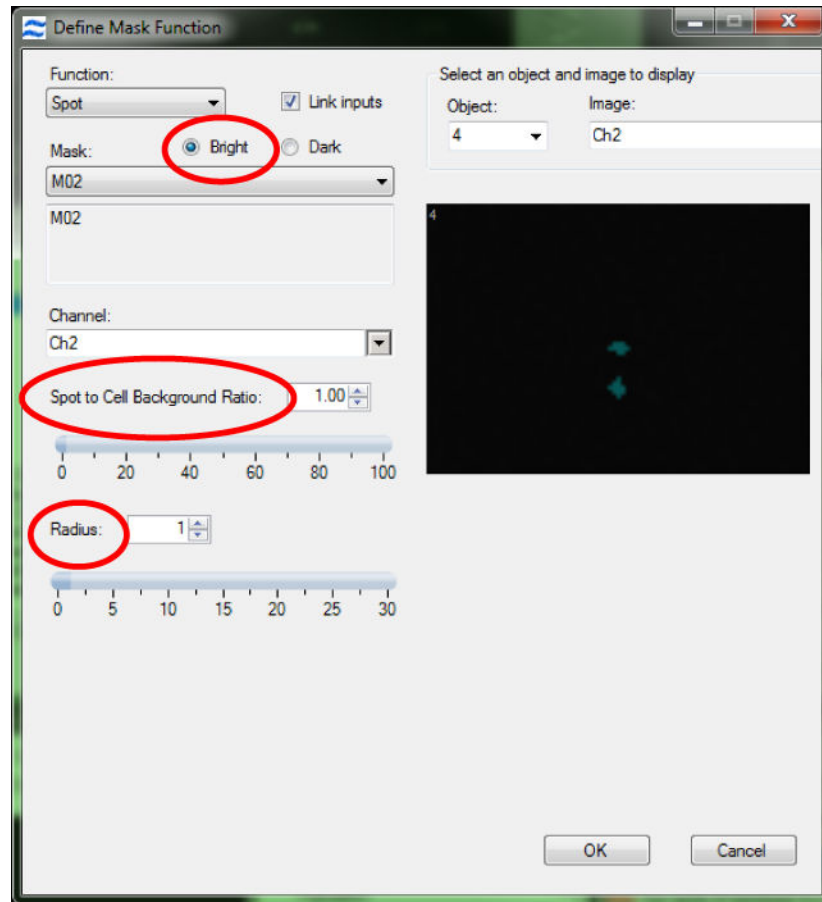 Define Mask Function
Function:
Spot
Link inputs
Mask:
Bright
Dark
M02
M02
Channel:
Ch2
Spot to Cell Background Ratio: 1.00
0 20 40 60 80 100
Radius: 1
0 5 10 15 20 25 30
Select an object and image to display
Object: Image:
4 Ch2
4
OK Cancel